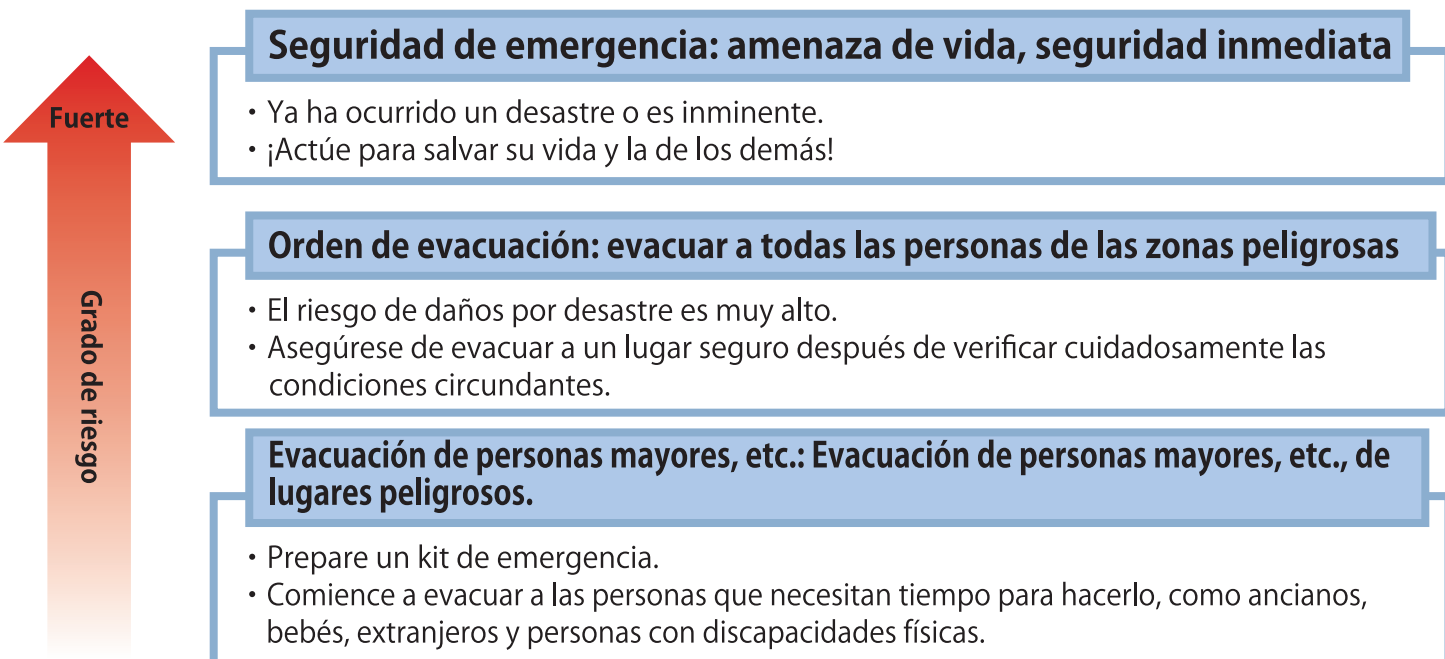 Fuerte
Grado de riesgo
Seguridad de emergencia: amenaza de vida, seguridad inmediata
・Ya ha ocurrido un desastre o es inminente.
・¡Actúe para salvar su vida y la de los demás!
Orden de evacuación: evacuar a todas las personas de las zonas peligrosas
・El riesgo de daños por desastre es muy alto.
・Asegúrese de evacuar a un lugar seguro después de verificar cuidadosamente las
condiciones circundantes.
Evacuación de personas mayores, etc.: Evacuación de personas mayores, etc., de
lugares peligrosos.
・Prepare un kit de emergencia.
・Comience a evacuar a las personas que necesitan tiempo para hacerlo, como ancianos,
bebés, extranjeros y personas con discapacidades físicas.